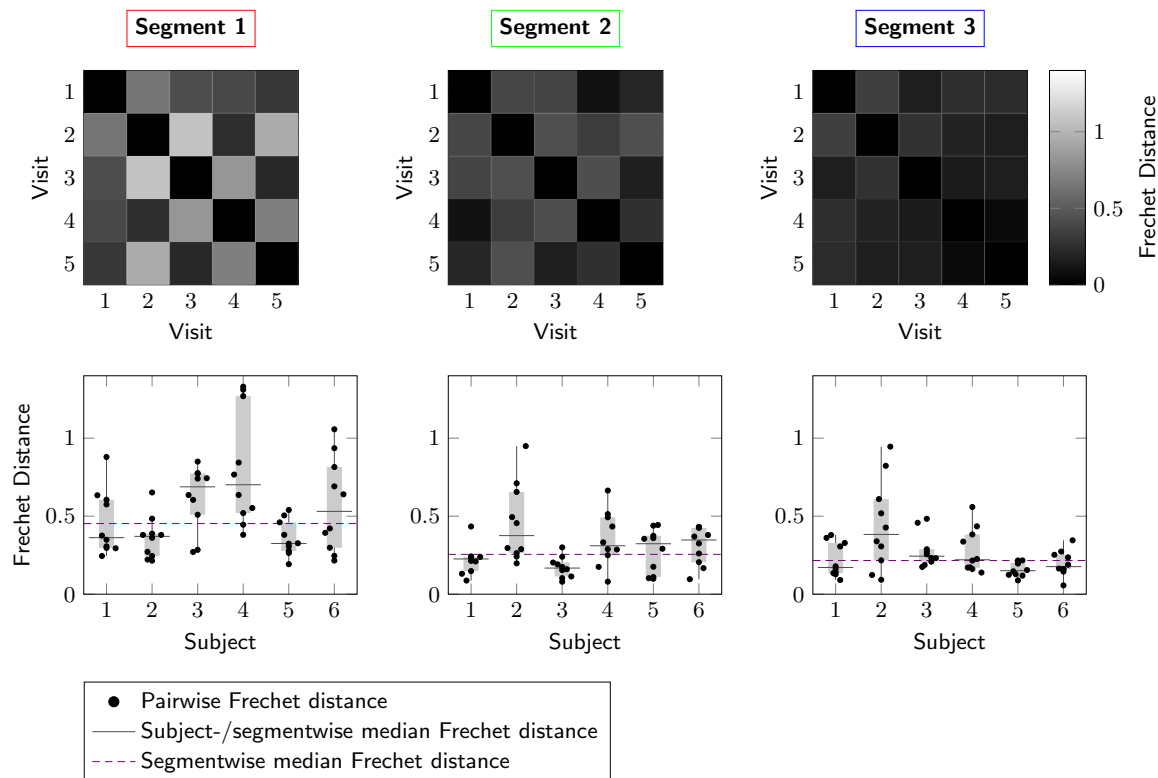 Segment 1 Segment 2 Segment 3
1 1 1
2 2 2
3 3 3
4 4 4
5 5 5
Visit Visit Visit
1 2 3 4 5 1 2 3 4 5 1 2 3 4 5
Visit Visit Visit
1
0.5
0
Frechet Distance
Frechet Distance
1 1 1
0.5 0.5 0.5
0 0 0
1 2 3 4 5 6 1 2 3 4 5 6 1 2 3 4 5 6
Subject Subject Subject
Pairwise Frechet distance
Subject-/segmentwise median Frechet distance
Segmentwise median Frechet distance